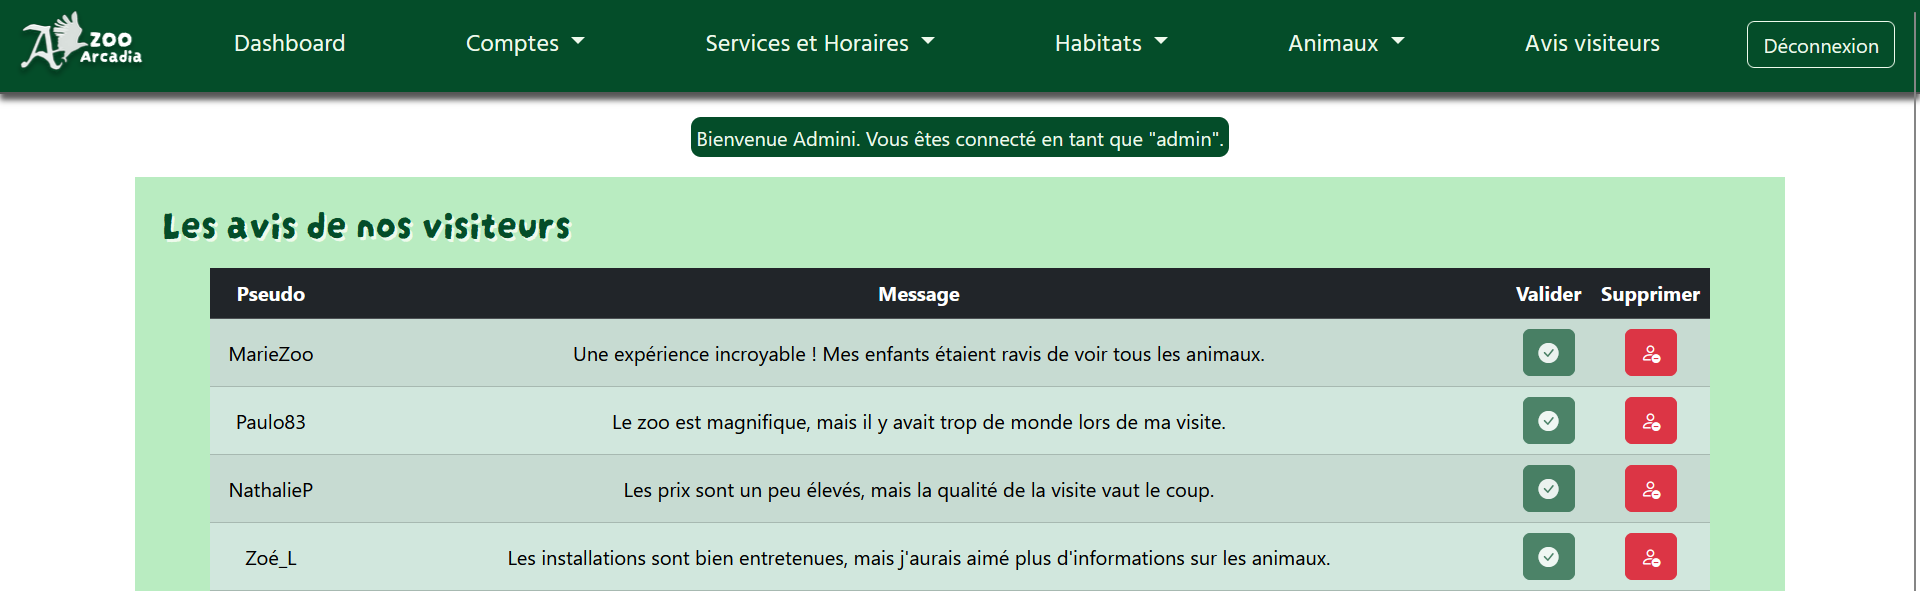 A zoo Arcadia
Dashboard Comptes Services et Horaires Habitats Animaux Avis visiteurs Déconnexion
Bienvenue Admini. Vous êtes connecté en tant que "admin".
Les avis de nos visiteurs
Pseudo Message Valider Supprimer
MarieZoo Une expérience incroyable ! Mes enfants étaient ravis de voir tous les animaux.
Paulo83 Le zoo est magnifique, mais il y avait trop de monde lors de ma visite.
NathalieP Les prix sont un peu élevés, mais la qualité de la visite vaut le coup.
Zoé_L Les installations sont bien entretenues, mais j'aurais aimé plus d'informations sur les animaux.